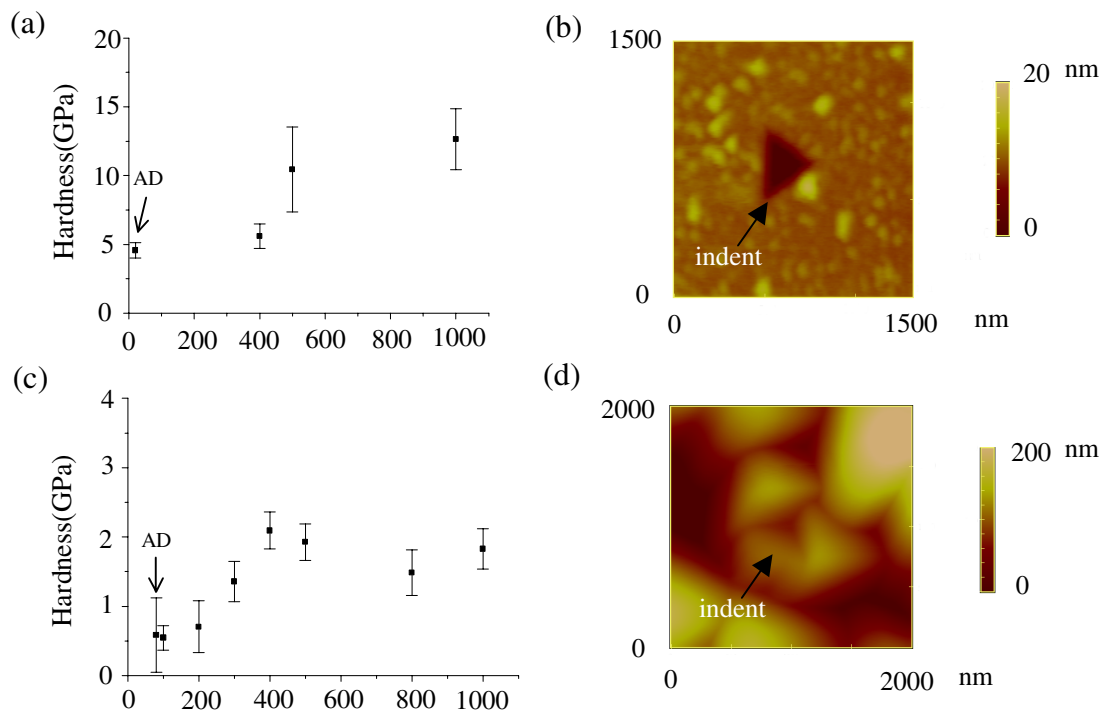 (a)
Hardness(GPa)
20
15
10
5
0
AD
0 200 400 600 800 1000
(b)
1500
0
0 1500 nm
indent
20 nm
0
(c)
Hardness(GPa)
4
3
2
1
0
AD
0 200 400 600 800 1000
(d)
2000
0
0 2000 nm
indent
200 nm
0